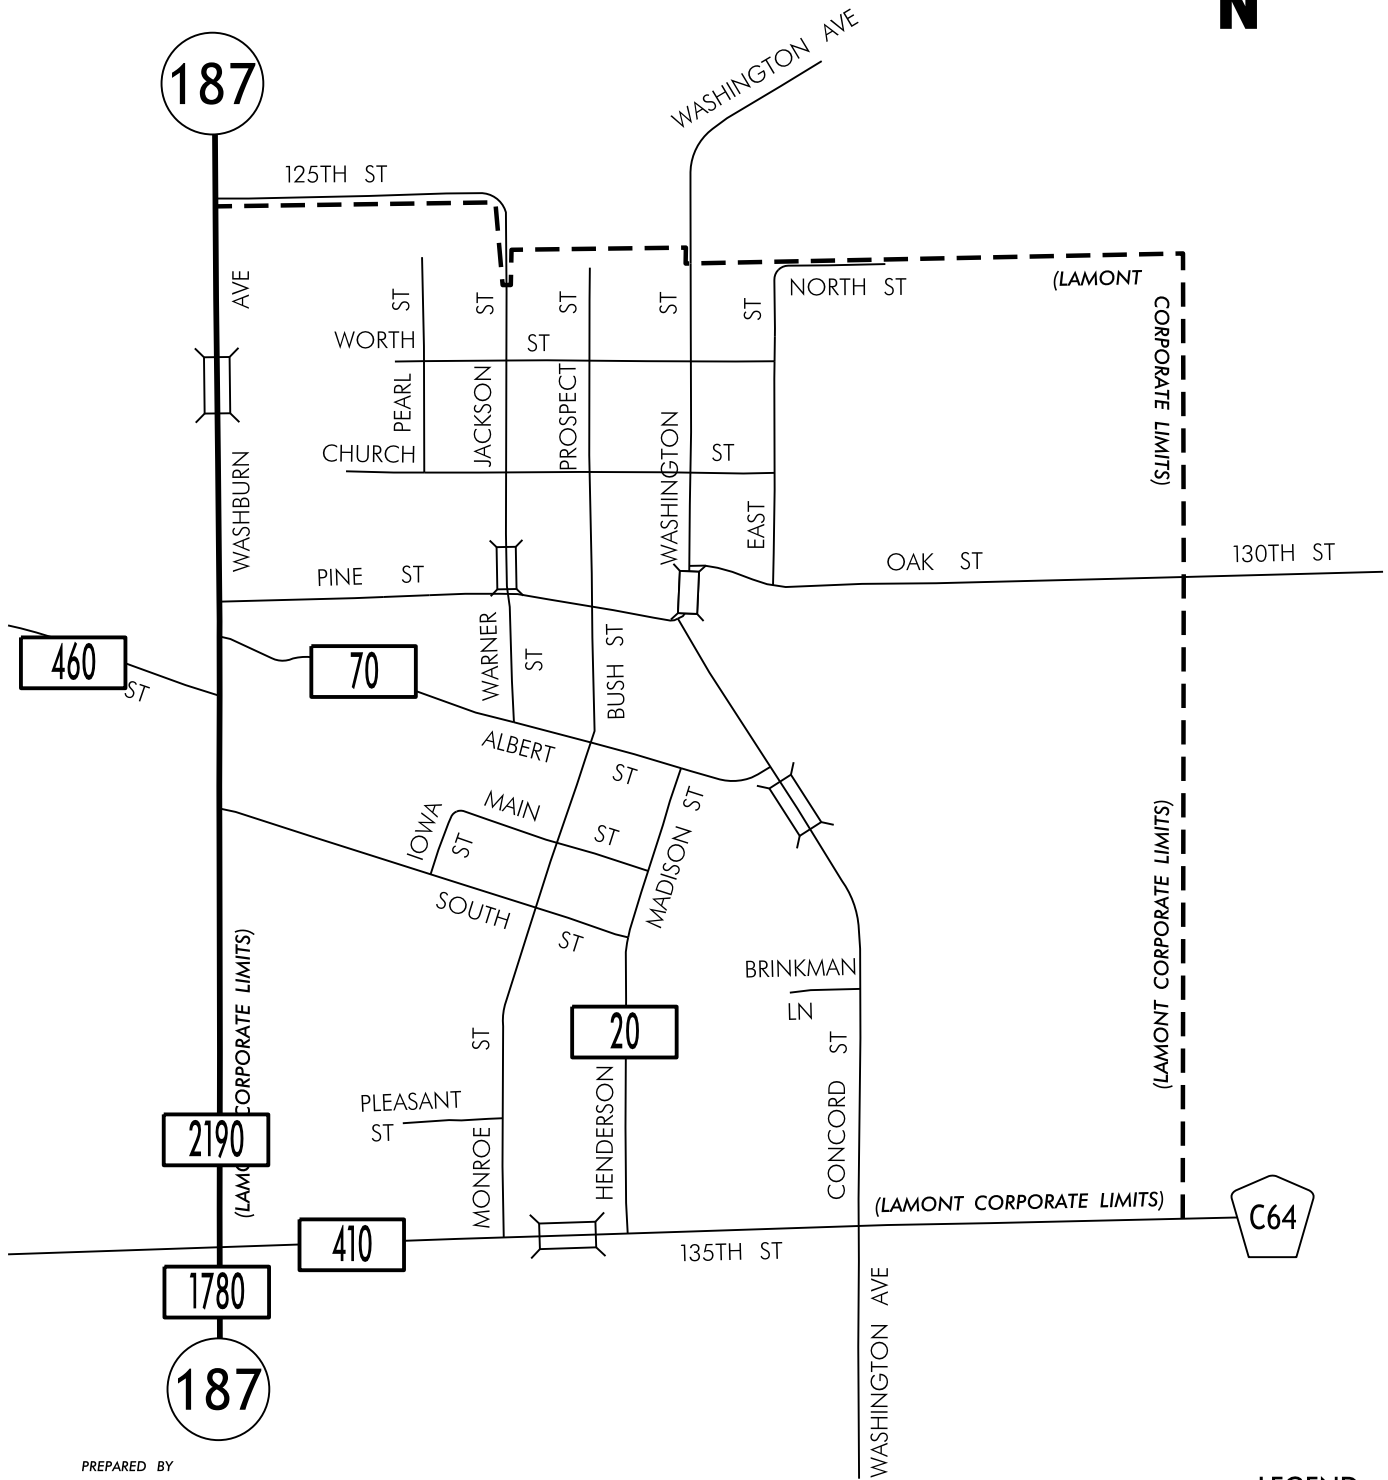 N
WASHINGTON AVE
187
125TH ST
AVE
WASHBURN
ST
PEARL
ST
JACKSON
ST
PROSPECT
ST
WASHINGTON
ST
EAST
NORTH ST
(LAMONT
CORPORATE LIMITS)
WORTH ST
CHURCH ST
PINE ST
OAK ST
130TH ST
460
ST
70
WARNER
ST
BUSH ST
ALBERT
ST
MAIN
ST
IOWA
ST
MADISON ST
SOUTH
ST
(LAMONT CORPORATE LIMITS)
BRINKMAN
LN
20
ST
MONROE
HENDERSON
CONCORD ST
PLEASANT
ST
(LAM
CORPORATE LIMITS)
2190
(LAMONT CORPORATE LIMITS)
C64
410
135TH ST
1780
187
WASHINGTON AVE
PREPARED BY